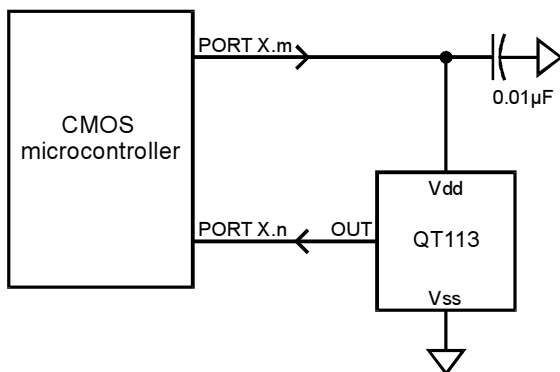 PORT X.m
0.01µF
CMOS
microcontroller
Vdd
PORT X.n
OUT
QT113
Vss